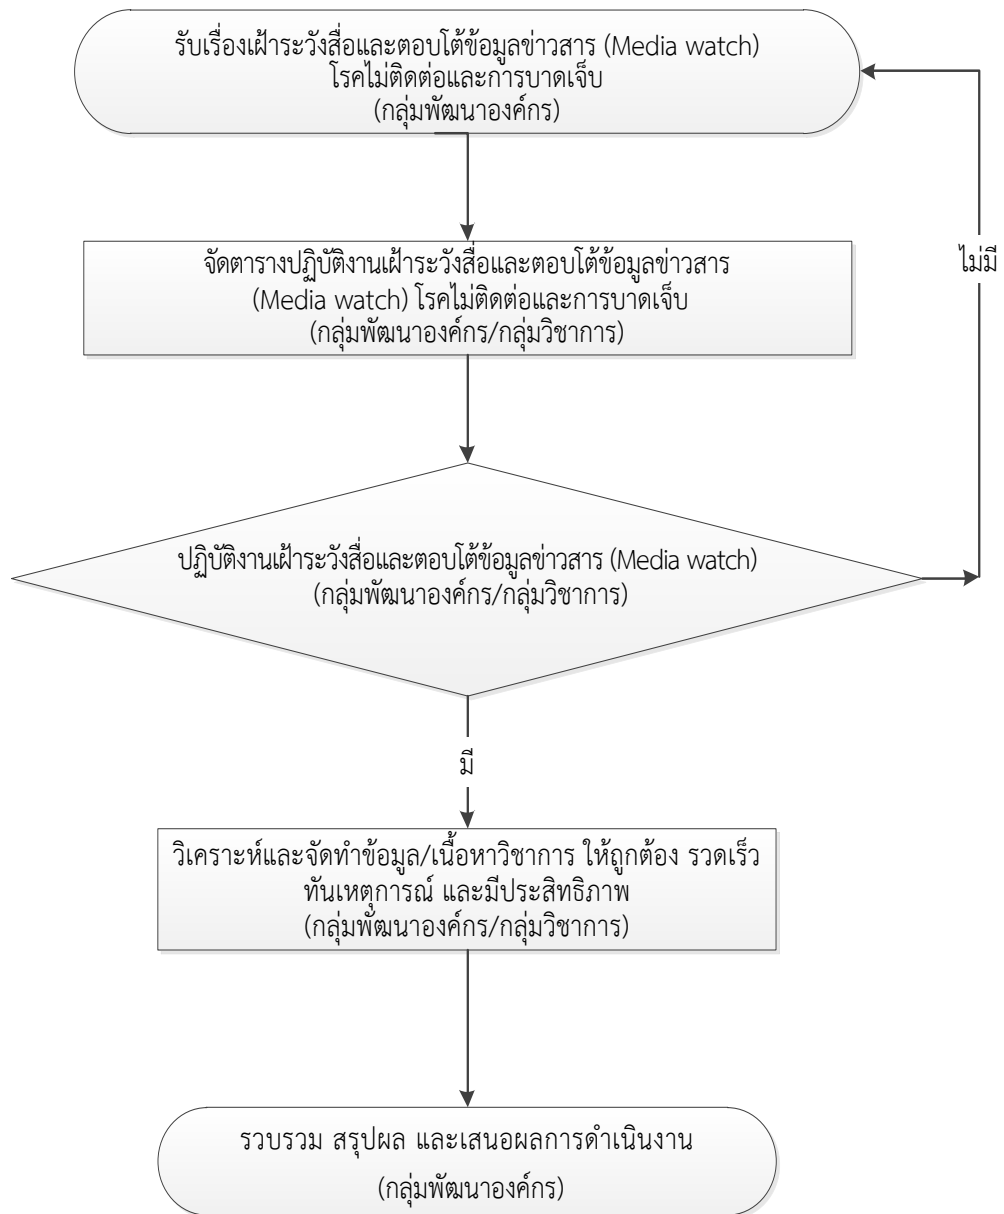 รับเรื่องเฝ้าระวังสื่อและตอบโต้ข้อมูลข่าวสาร (Media watch)
โรคไม่ติดต่อและการบาดเจ็บ
(กลุ่มพัฒนาองค์กร)
จัดตารางปฏิบัติงานเฝ้าระวังสื่อและตอบโต้ข้อมูลข่าวสาร
(Media watch) โรคไม่ติดต่อและการบาดเจ็บ
(กลุ่มพัฒนาองค์กร/กลุ่มวิชาการ)
ไม่มี
ปฏิบัติงานเฝ้าระวังสื่อและตอบโต้ข้อมูลข่าวสาร (Media watch)
(กลุ่มพัฒนาองค์กร/กลุ่มวิชาการ)
มี
วิเคราะห์และจัดทำข้อมูล/เนื้อหาวิชาการ ให้ถูกต้อง รวดเร็ว
ทันเหตุการณ์ และมีประสิทธิภาพ
(กลุ่มพัฒนาองค์กร/กลุ่มวิชาการ)
รวบรวม สรุปผล และเสนอผลการดำเนินงาน
(กลุ่มพัฒนาองค์กร)